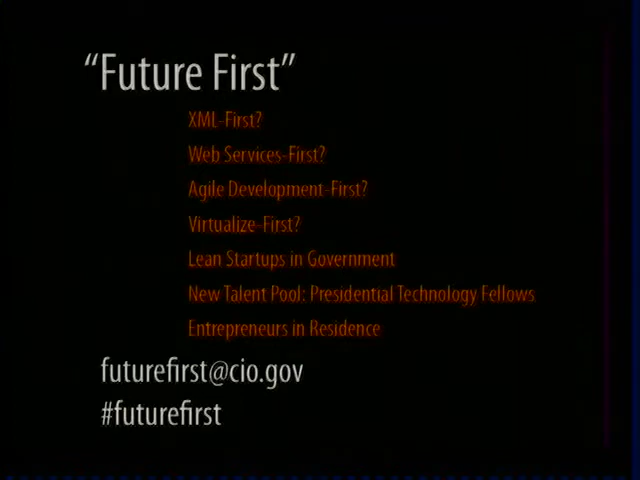 “Future First”
XML-First?
Web Services-First?
Agile Development-First?
Virtualize-First?
Lean Startups in Government
New Talent Pool: Presidential Technology Fellows
Entrepreneurs in Residence
futurefirst@cio.gov
#futurefirst